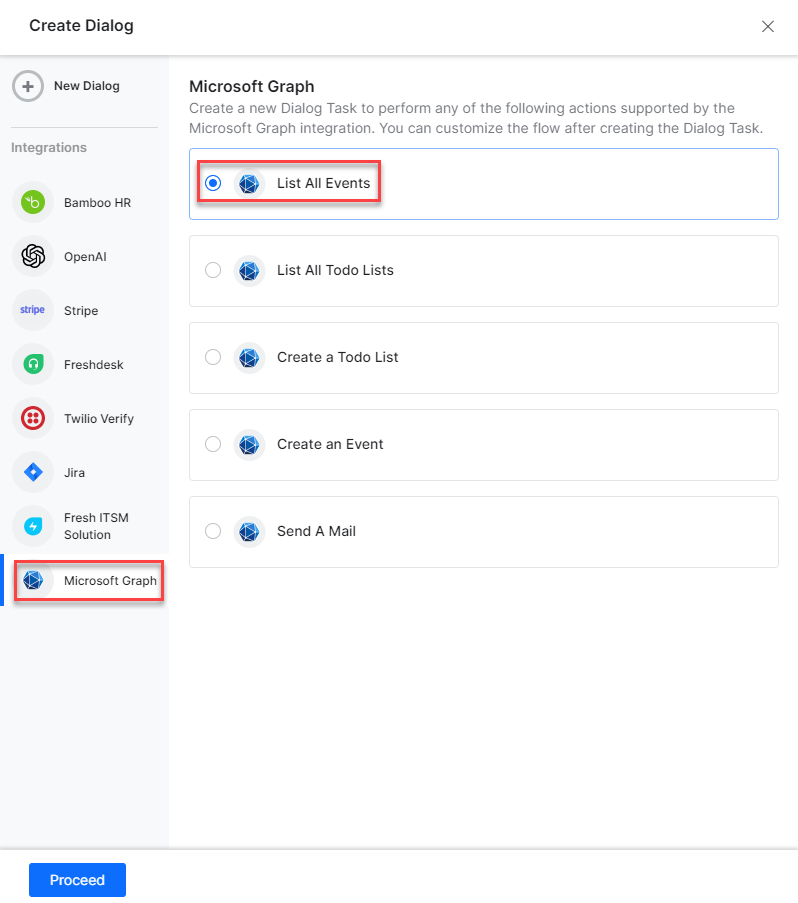 Create Dialog
New Dialog
Integrations
Bamboo HR
OpenAI
stripe
Stripe
Freshdesk
Twilio Verify
Jira
Fresh ITSM
Solution
Microsoft Graph
Microsoft Graph
Create a new Dialog Task to perform any of the following actions supported by the
Microsoft Graph integration. You can customize the flow after creating the Dialog Task.
List All Events
List All Todo Lists
Create a Todo List
Create an Event
Send A Mail
Proceed